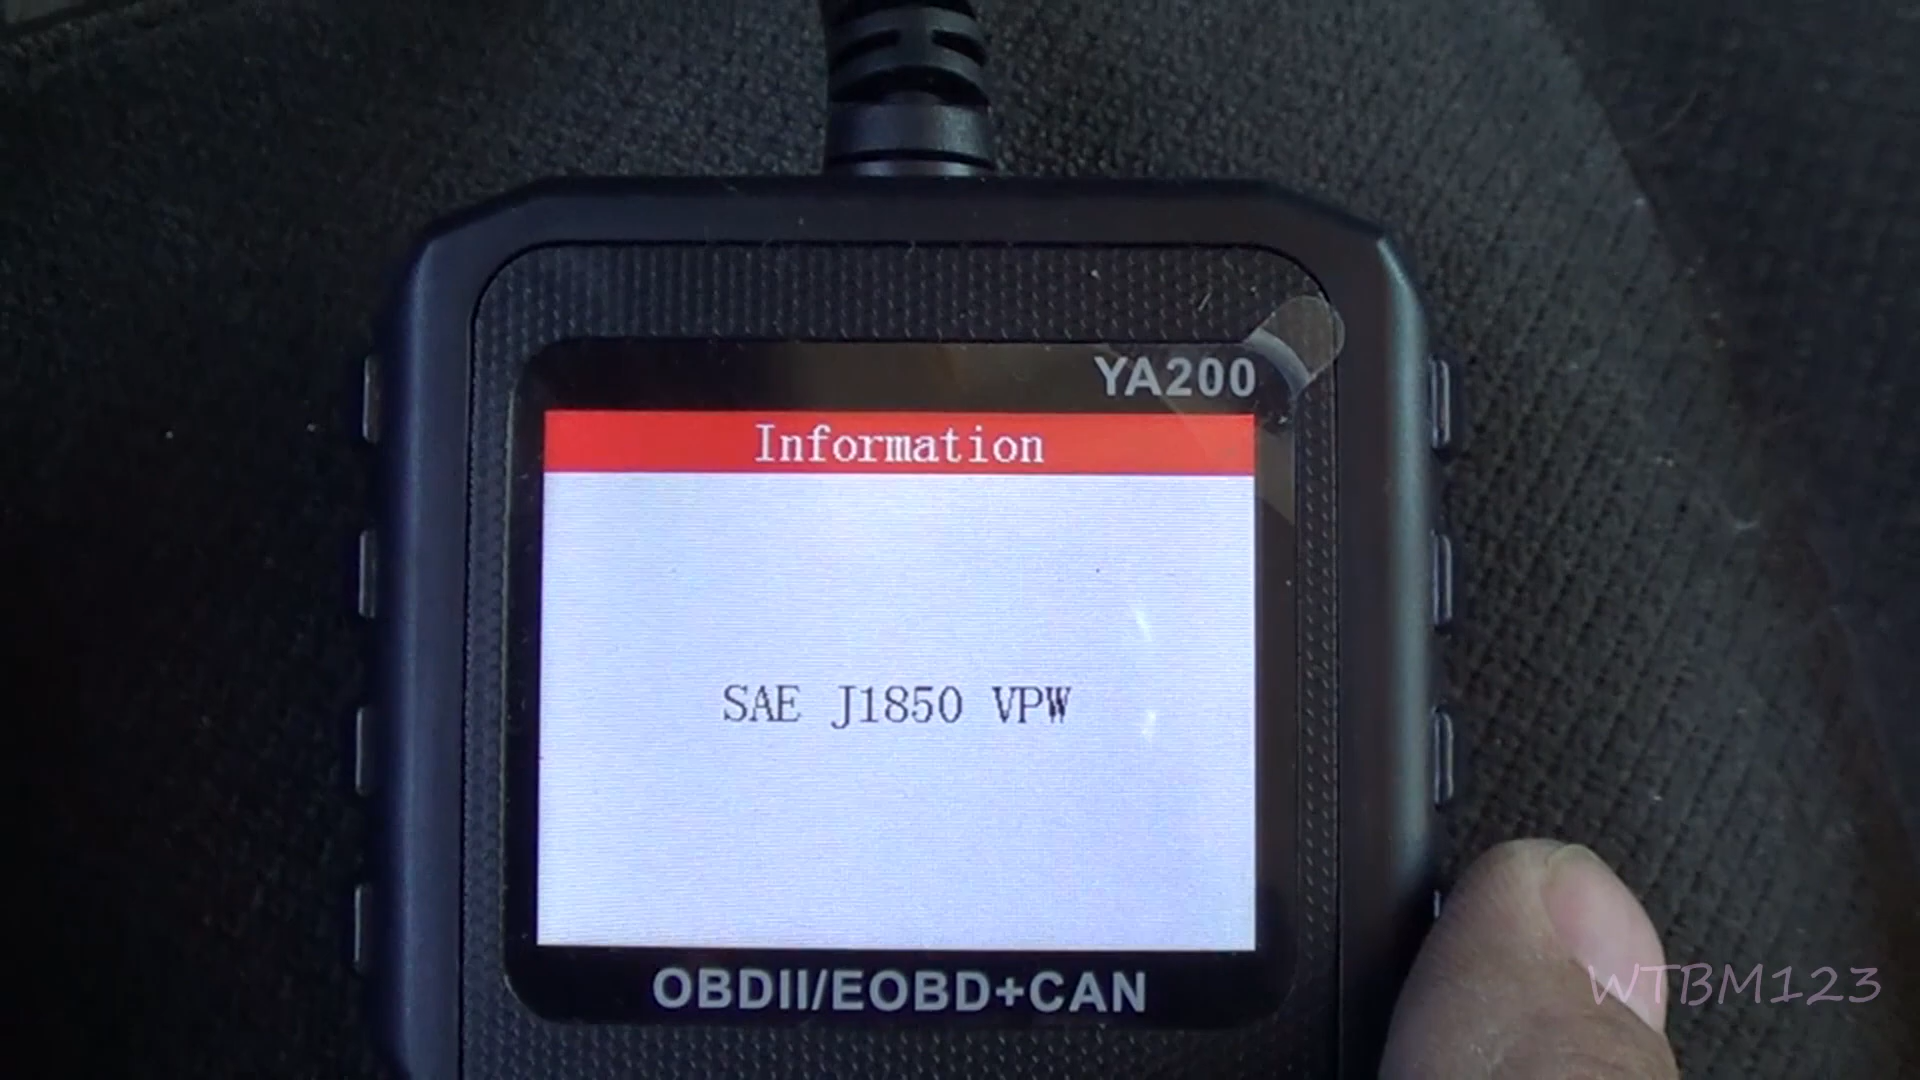 YA200
Information
SAE J1850 VPW
OBDII/EOBD+CAN
WTBM123